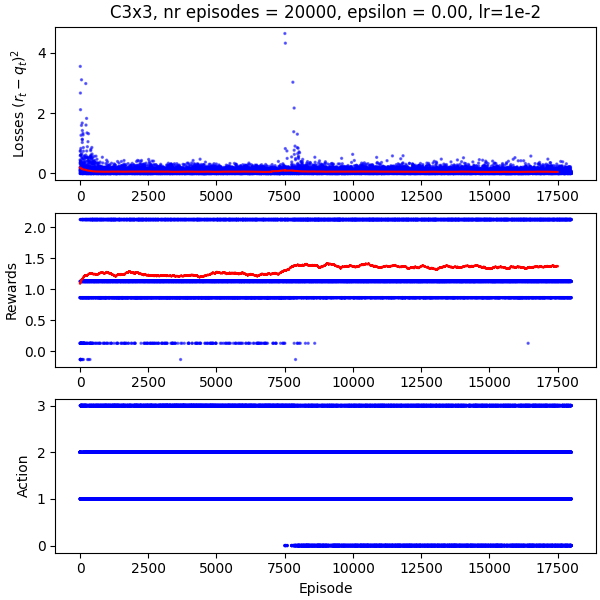 C3x3, nr episodes = 20000, epsilon = 0.00, lr=1e-2
Losses (r_t − q_t)^2
4
2
0
0 2500 5000 7500 10000 12500 15000 17500
Rewards
2.0
1.5
1.0
0.5
0.0
0 2500 5000 7500 10000 12500 15000 17500
Action
3
2
1
0
0 2500 5000 7500 10000 12500 15000 17500
Episode